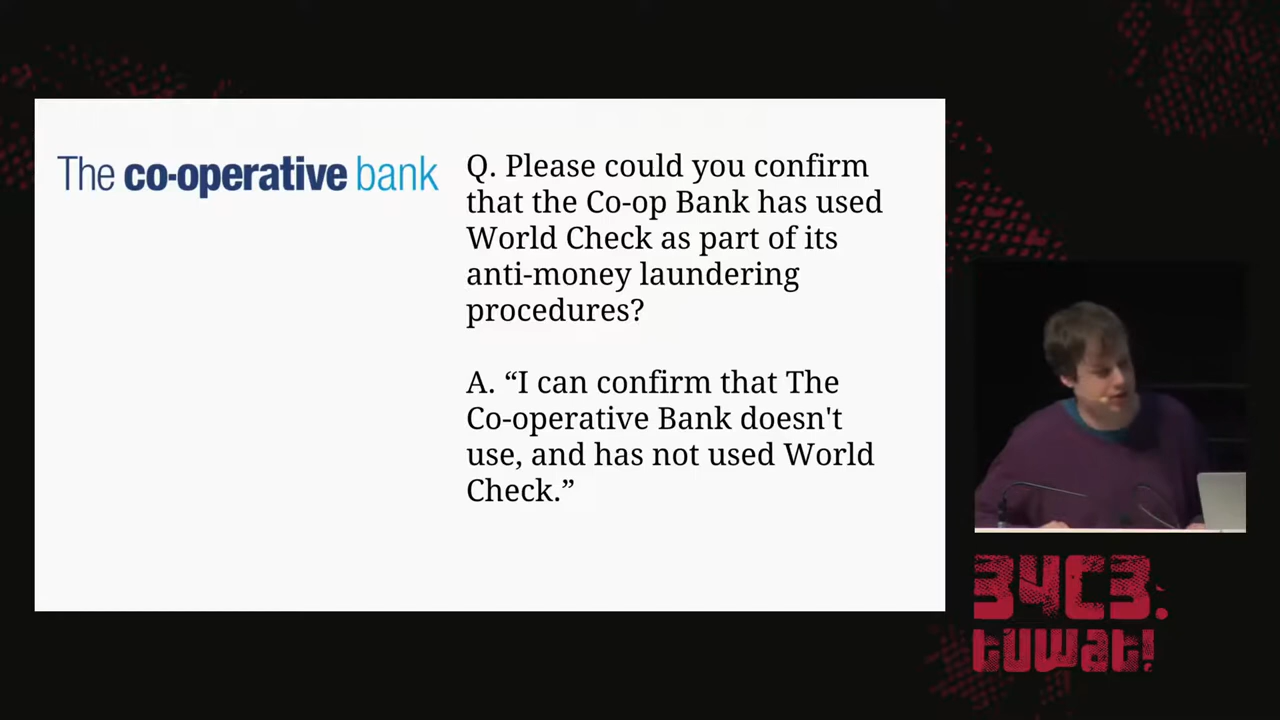 The co-operative bank
Q. Please could you confirm
that the Co-op Bank has used
World Check as part of its
anti-money laundering
procedures?
A. “I can confirm that The
Co-operative Bank doesn't
use, and has not used World
Check.”
34C3.
tuwat!